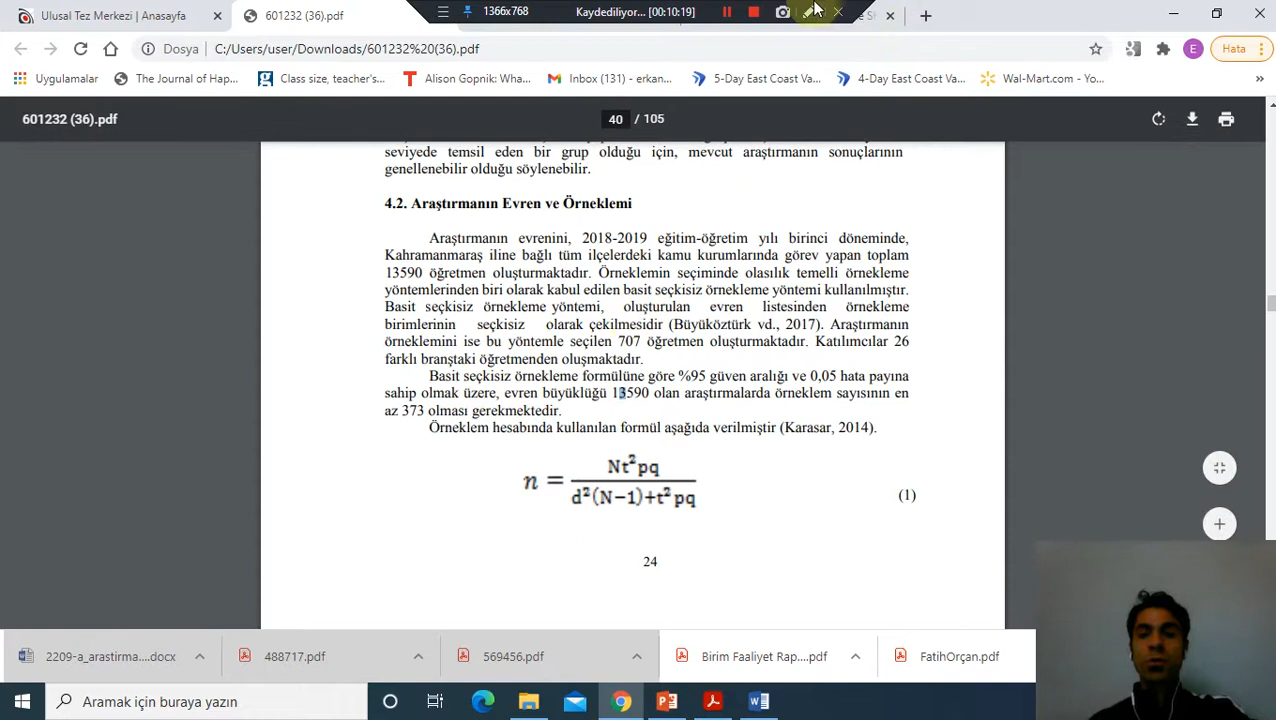 Ulusal Tez Merkezi | Anasayfa
601232 (36).pdf
1366x768
Kaydediliyor... [00:10:19]
Dosya
C:/Users/user/Downloads/601232%20(36).pdf
E
Hata
Uygulamalar
The Journal of Hap...
Class size, teacher's...
Alison Gopnik: Wha...
Inbox (131) - erkan....
5-Day East Coast Va...
4-Day East Coast Va...
Wal-Mart.com - Yo...
»
601232 (36).pdf
40 / 105
seviyede temsil eden bir grup olduğu için, mevcut araştırmanın sonuçlarının
genellenebilir olduğu söylenebilir.
4.2. Araştırmanın Evren ve Örneklemi
Araştırmanın evrenini, 2018-2019 eğitim-öğretim yılı birinci döneminde,
Kahramanmaraş iline bağlı tüm ilçelerdeki kamu kurumlarında görev yapan toplam
13590 öğretmen oluşturmaktadır. Örneklemin seçiminde olasılık temelli örnekleme
yöntemlerinden biri olarak kabul edilen basit seçkisiz örnekleme yöntemi kullanılmıştır.
Basit seçkisiz örnekleme yöntemi, oluşturulan evren listesinden örnekleme
birimlerinin seçkisiz olarak çekilmesidir (Büyüköztürk vd., 2017). Araştırmanın
örneklemini ise bu yöntemle seçilen 707 öğretmen oluşturmaktadır. Katılımcılar 26
farklı branştaki öğretmenden oluşmaktadır.
Basit seçkisiz örnekleme formülüne göre %95 güven aralığı ve 0,05 hata payına
sahip olmak üzere, evren büyüklüğü 13590 olan araştırmalarda örneklem sayısının en
az 373 olması gerekmektedir.
Örneklem hesabında kullanılan formül aşağıda verilmiştir (Karasar, 2014).
n = Nt²pq / d²(N−1)+t²pq
(1)
24
2209-a_arastirma....docx
488717.pdf
569456.pdf
Birim Faaliyet Rap....pdf
FatihOrçan.pdf
Aramak için buraya yazın